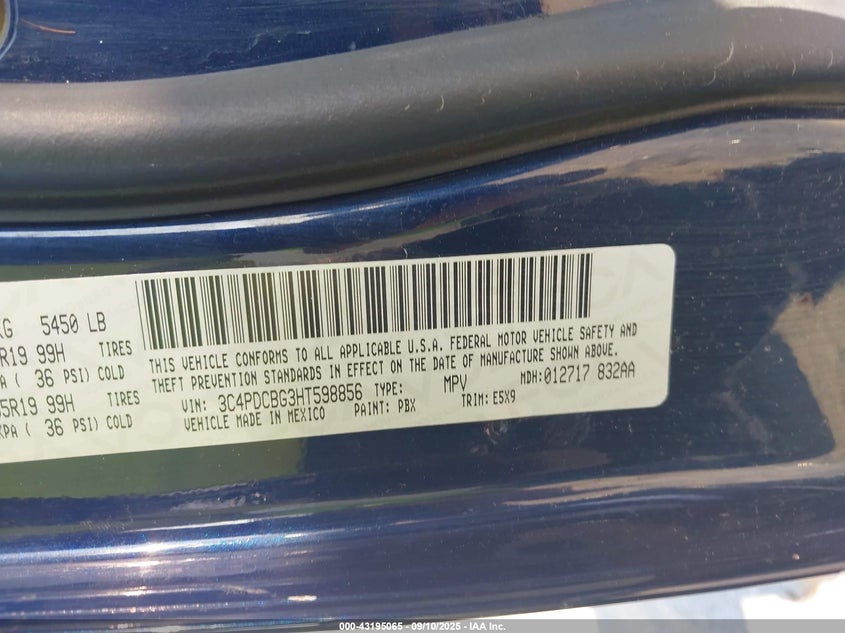 KG 5450 LB
R19 99H TIRES
PA ( 36 PSI) COLD
5R19 99H TIRES
KPA ( 36 PSI) COLD
THIS VEHICLE CONFORMS TO ALL APPLICABLE U.S.A. FEDERAL MOTOR VEHICLE SAFETY AND
THEFT PREVENTION STANDARDS IN EFFECT ON THE DATE OF MANUFACTURE SHOWN ABOVE.
VIN: 3C4PDCBG3HT598856 TYPE: MPV MDH:012717 832AA
VEHICLE MADE IN MEXICO PAINT: PBX TRIM: E5X9
000-43195065 - 09/10/2025 - IAA Inc.